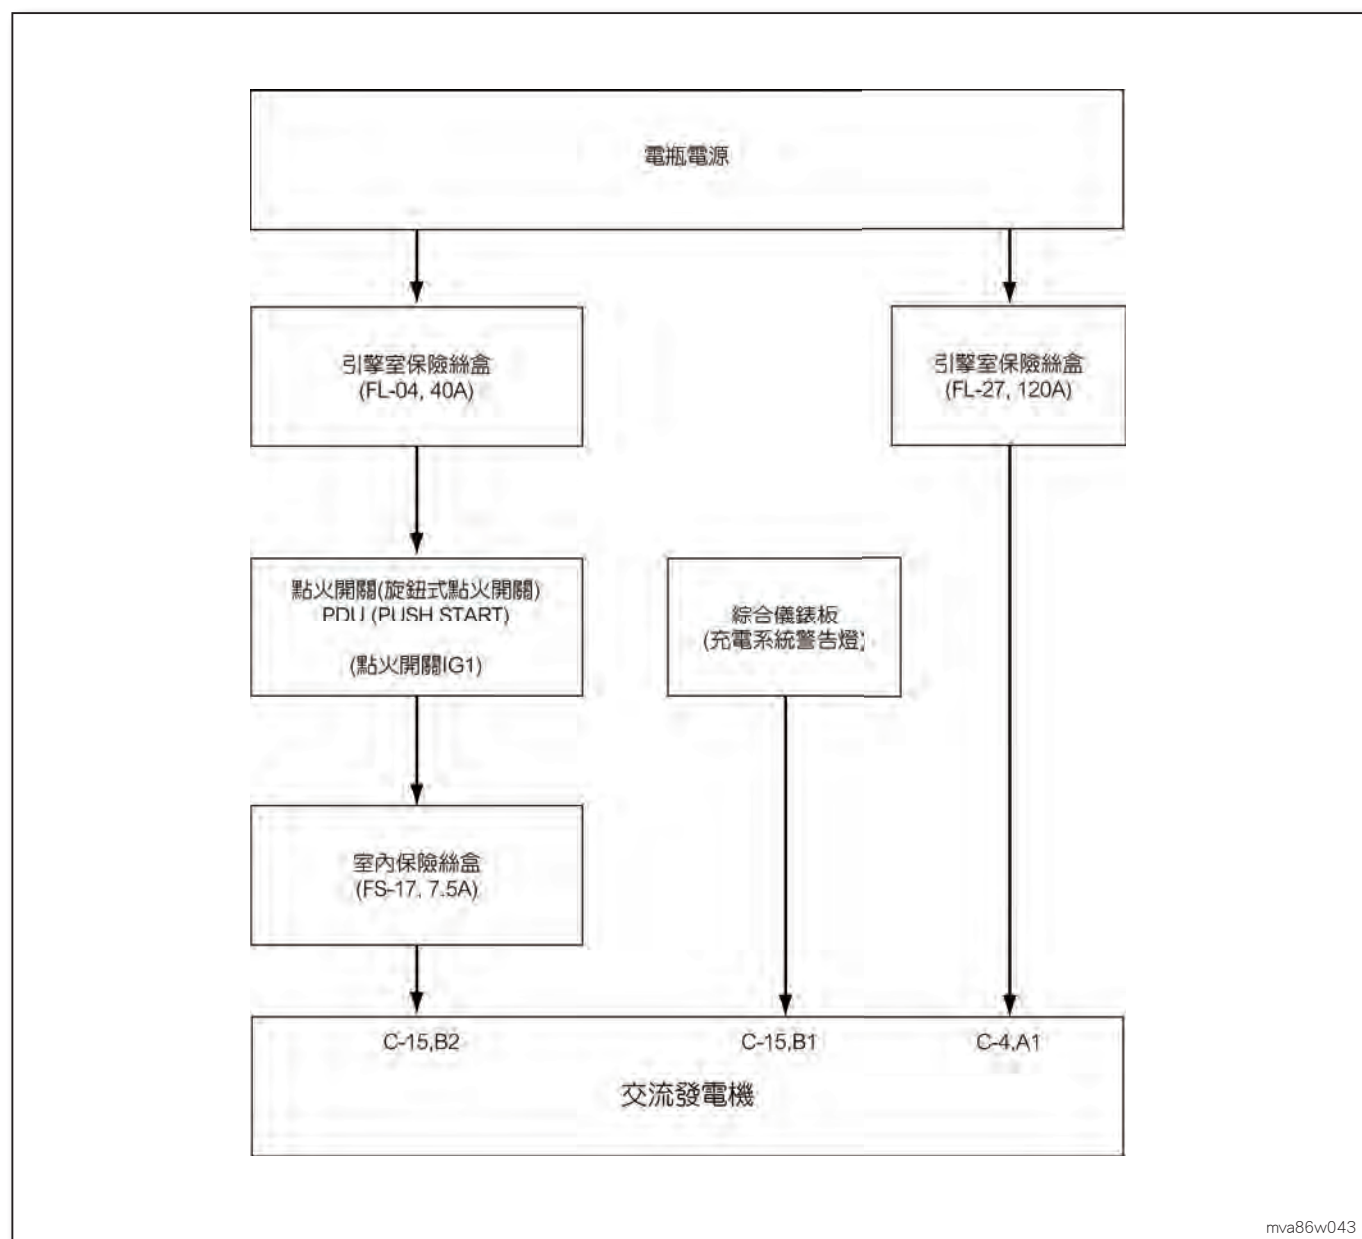 電瓶電源
引擎室保險絲盒
(FL-04, 40A)
引擎室保險絲盒
(FL-27, 120A)
點火開關(旋鈕式點火開關)
PDU (PUSH START)
(點火開關IG1)
綜合儀錶板
(充電系統警告燈)
室內保險絲盒
(FS-17, 7.5A)
C-15,B2
C-15,B1
C-4,A1
交流發電機
mva86w043